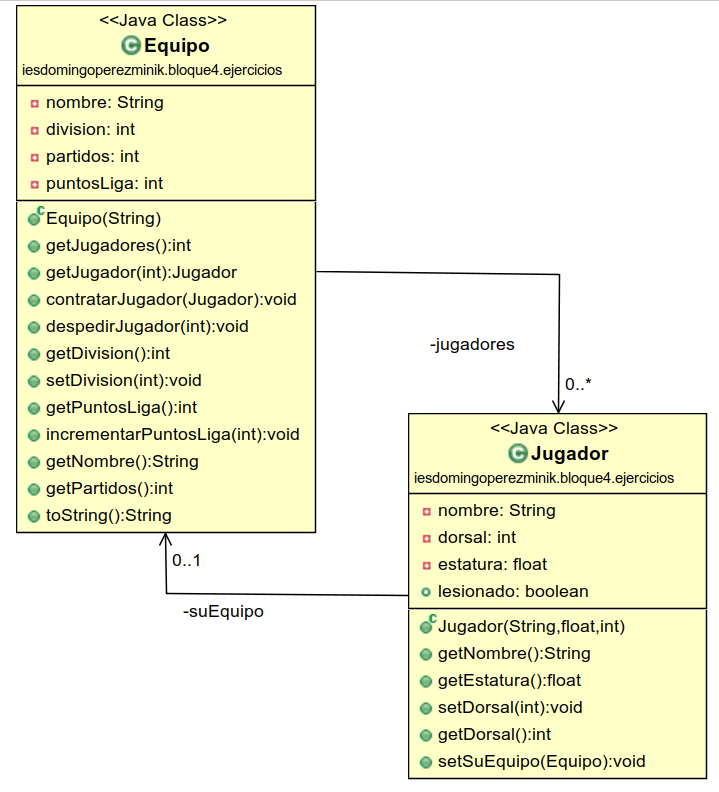 <<Java Class>>
Equipo
iesdomingoperezminik.bloque4.ejercicios
nombre: String
division: int
partidos: int
puntosLiga: int
Equipo(String)
getJugadores():int
getJugador(int):Jugador
contratarJugador(Jugador):void
despedirJugador(int):void
getDivision():int
setDivision(int):void
getPuntosLiga():int
incrementarPuntosLiga(int):void
getNombre():String
getPartidos():int
toString():String
-jugadores
0..*
0..1
-suEquipo
<<Java Class>>
Jugador
iesdomingoperezminik.bloque4.ejercicios
nombre: String
dorsal: int
estatura: float
lesionado: boolean
Jugador(String,float,int)
getNombre():String
getEstatura():float
setDorsal(int):void
getDorsal():int
setSuEquipo(Equipo):void